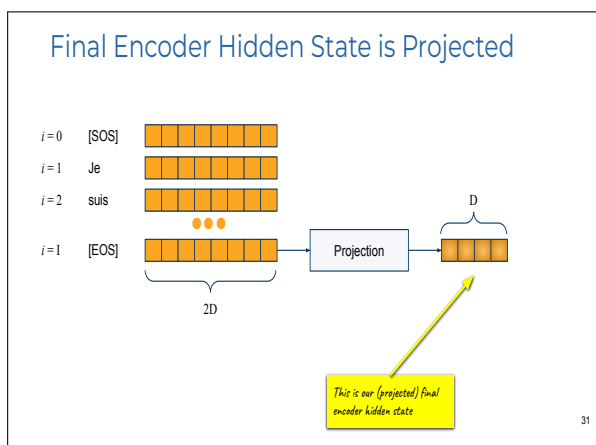 Final Encoder Hidden State is Projected
i = 0 [SOS]
i = 1 Je
i = 2 suis
i = I [EOS]
Projection
D
2D
This is our (projected) final
encoder hidden state
31